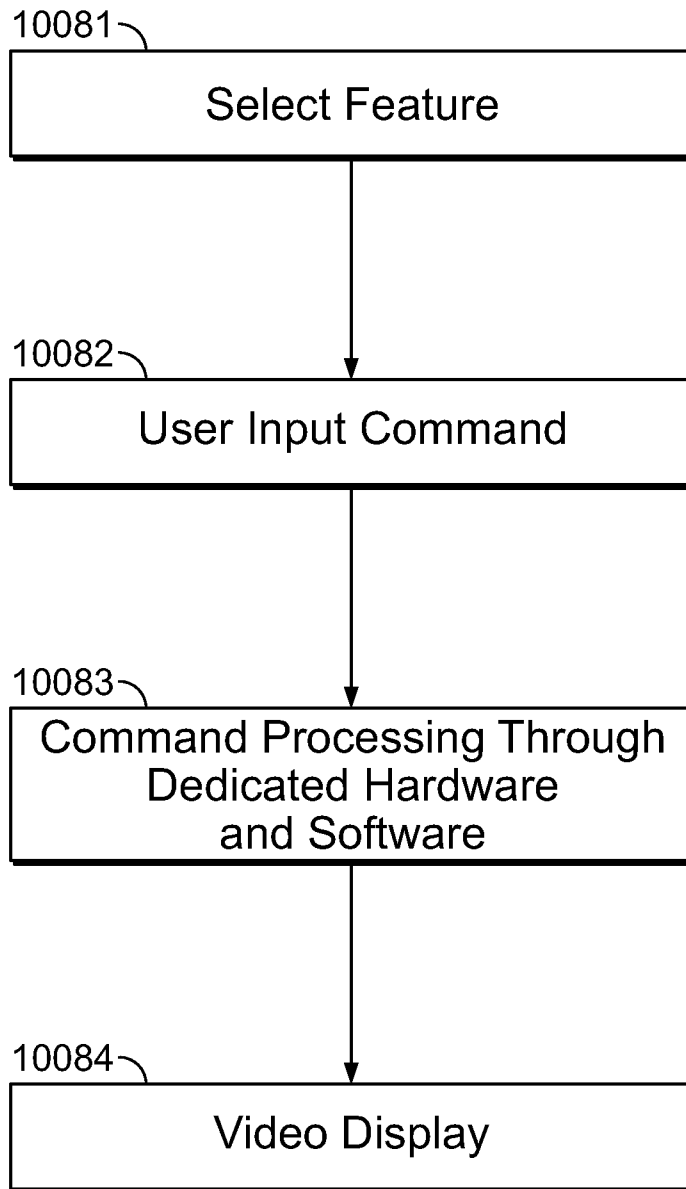 10081
Select Feature
10082
User Input Command
10083
Command Processing Through
Dedicated Hardware
and Software
10084
Video Display